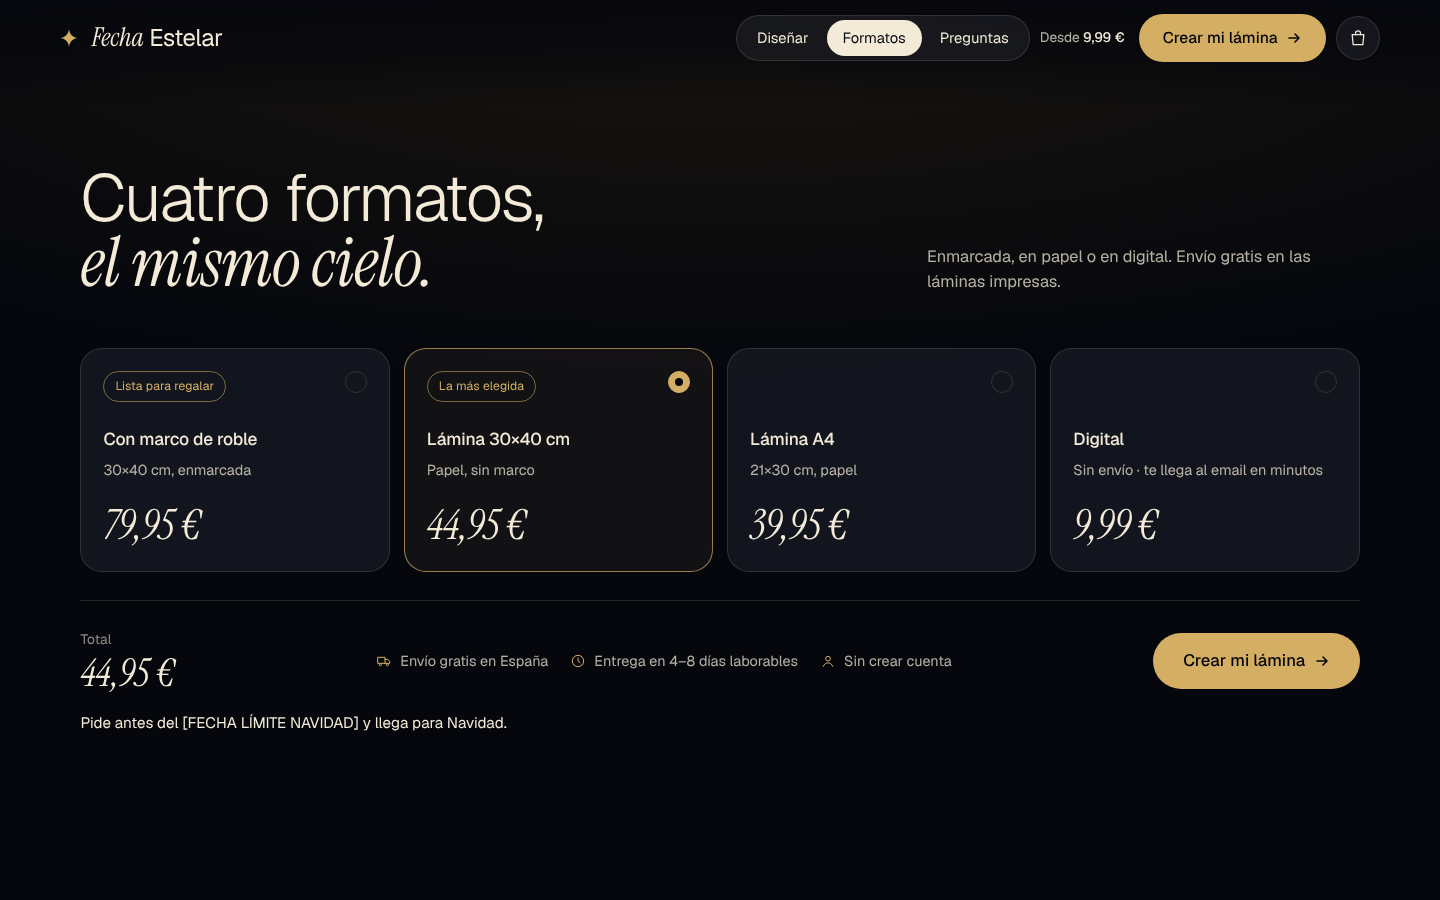 Fecha Estelar
Diseñar
Formatos
Preguntas
Desde 9,99 €
Crear mi lámina →
Cuatro formatos,
el mismo cielo.
Enmarcada, en papel o en digital. Envío gratis en las
láminas impresas.
Lista para regalar
Con marco de roble
30×40 cm, enmarcada
79,95 €
La más elegida
Lámina 30×40 cm
Papel, sin marco
44,95 €
Lámina A4
21×30 cm, papel
39,95 €
Digital
Sin envío · te llega al email en minutos
9,99 €
Total
44,95 €
Envío gratis en España
Entrega en 4–8 días laborables
Sin crear cuenta
Crear mi lámina →
Pide antes del [FECHA LÍMITE NAVIDAD] y llega para Navidad.